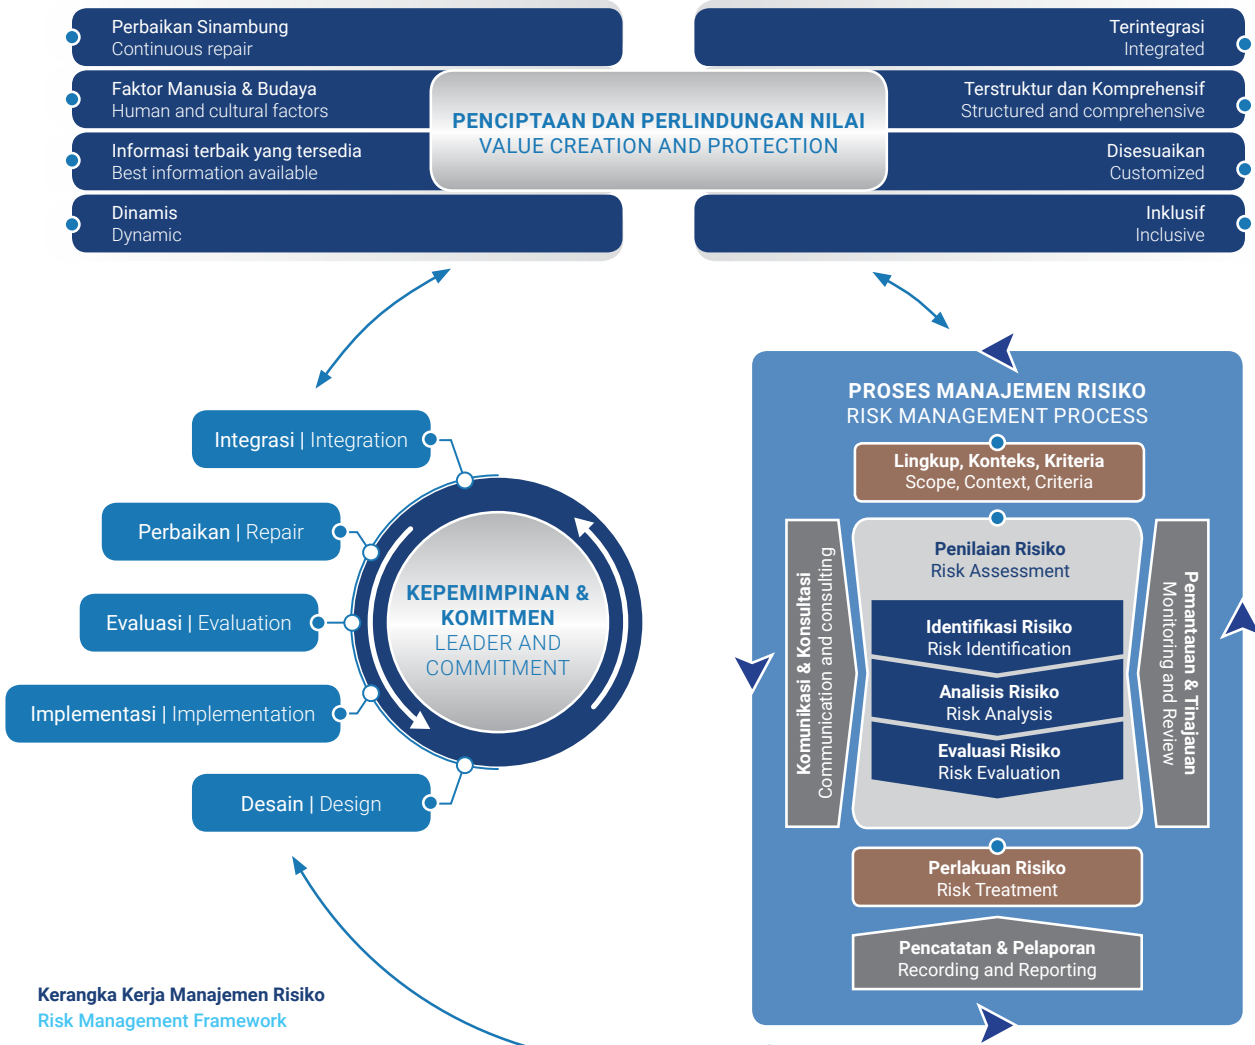 Perbaikan Sinambung
Continuous repair
Faktor Manusia & Budaya
Human and cultural factors
Informasi terbaik yang tersedia
Best information available
Dinamis
Dynamic
PENCIPTAAN DAN PERLINDUNGAN NILAI
VALUE CREATION AND PROTECTION
Terintegrasi
Integrated
Terstruktur dan Komprehensif
Structured and comprehensive
Disesuaikan
Customized
Inklusif
Inclusive
Integrasi | Integration
Perbaikan | Repair
Evaluasi | Evaluation
Implementasi | Implementation
Desain | Design
KEPEMIMPINAN &
KOMITMEN
LEADER AND
COMMITMENT
PROSES MANAJEMEN RISIKO
RISK MANAGEMENT PROCESS
Lingkup, Konteks, Kriteria
Scope, Context, Criteria
Komunikasi & Konsultasi
Communication and consulting
Penilaian Risiko
Risk Assessment
Identifikasi Risiko
Risk Identification
Analisis Risiko
Risk Analysis
Evaluasi Risiko
Risk Evaluation
Pemantauan & Tinajauan
Monitoring and Review
Perlakuan Risiko
Risk Treatment
Pencatatan & Pelaporan
Recording and Reporting
Kerangka Kerja Manajemen Risiko
Risk Management Framework